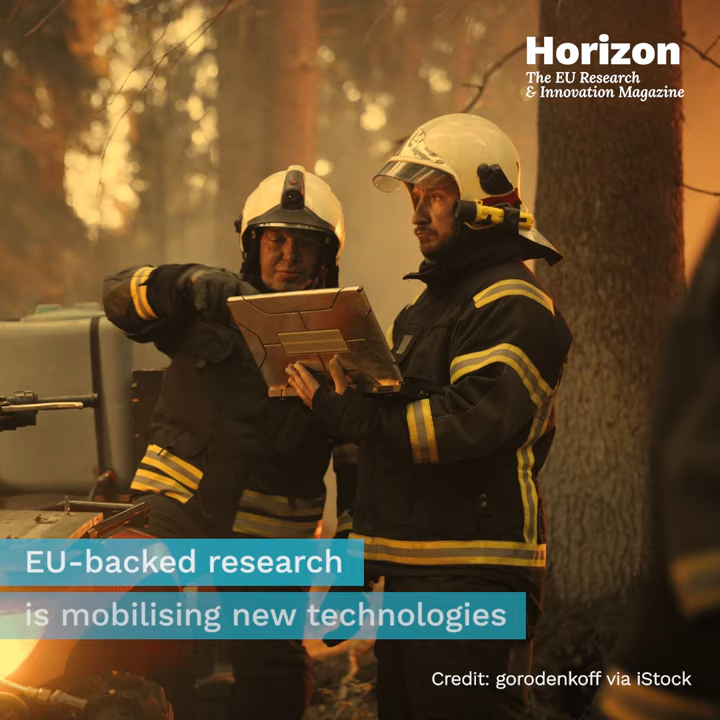 Horizon
The EU Research
& Innovation Magazine
EU-backed research
is mobilising new technologies
Credit: gorodenkoff via iStock